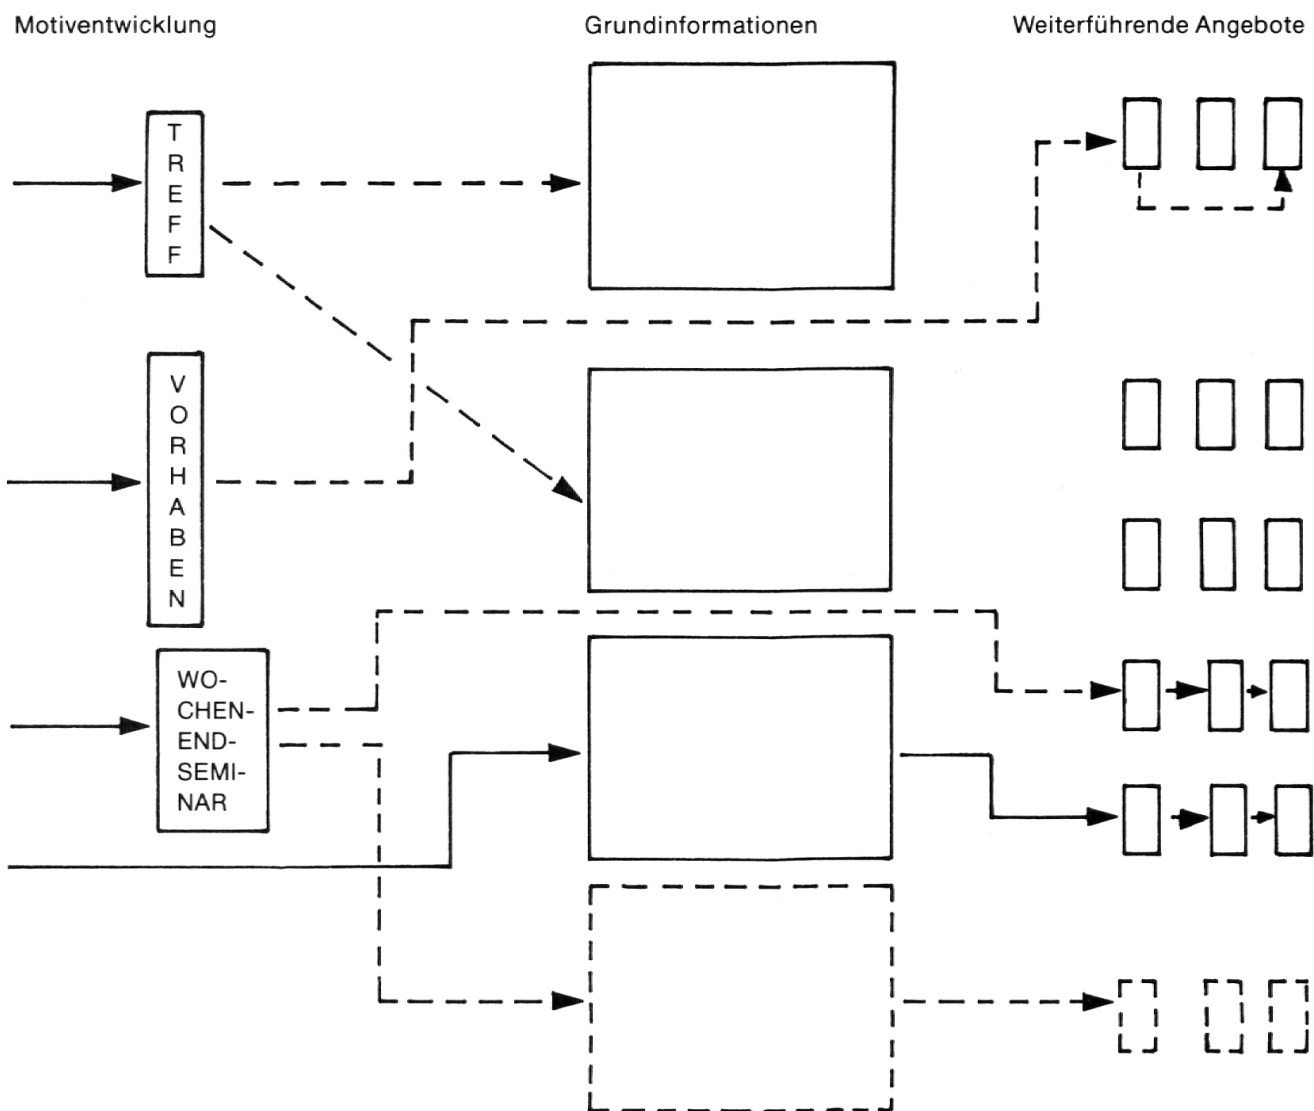 Motiventwicklung
Grundinformationen
Weiterführende Angebote
T
R
E
F
F
V
O
R
H
A
B
E
N
WO-
CHEN-
END-
SEMI-
NAR